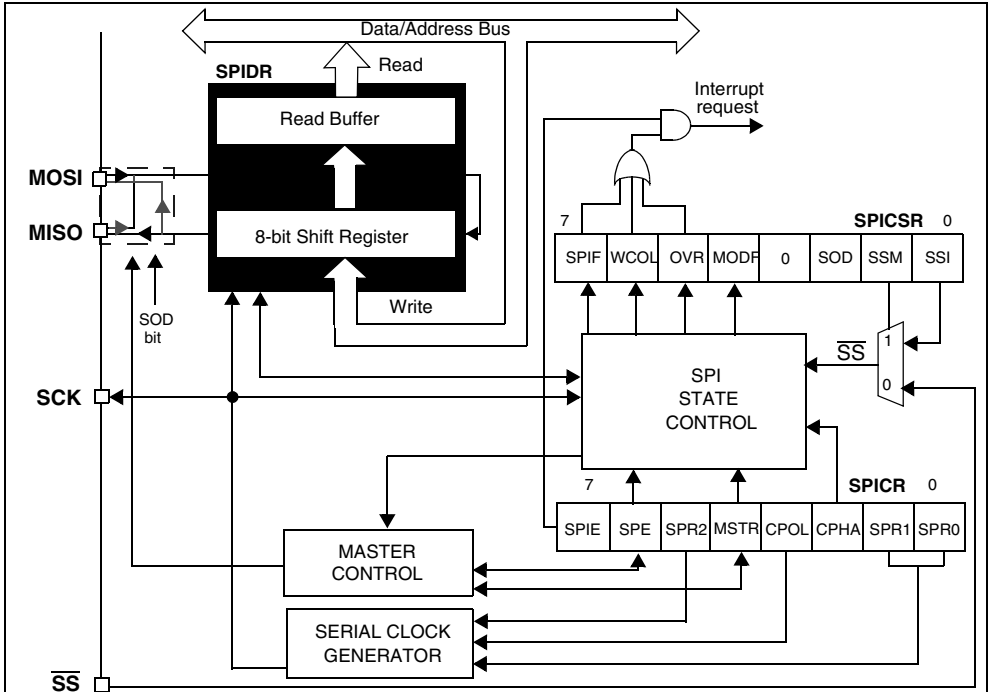 Data/Address Bus
SPIDR
Read
Read Buffer
Interrupt
request
MOSI
MISO
8-bit Shift Register
7
SPICSR
0
SPIF
WCOL
OVR
MODF
0
SOD
SSM
SSI
Write
SOD
bit
SS
1
0
SCK
SPI
STATE
CONTROL
7
SPICR
0
SPIE
SPE
SPR2
MSTR
CPOL
CPHA
SPR1
SPR0
MASTER
CONTROL
SERIAL CLOCK
GENERATOR
SS